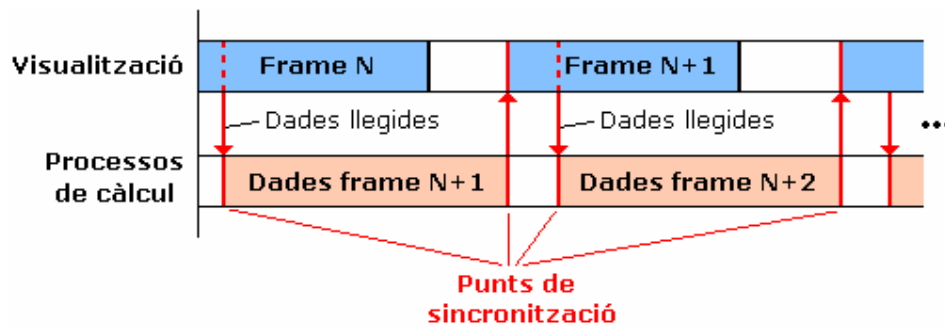 Visualització
Frame N
Frame N+1
Dades llegides
Dades llegides
...
Processos
de càlcul
Dades frame N+1
Dades frame N+2
Punts de
sincronització